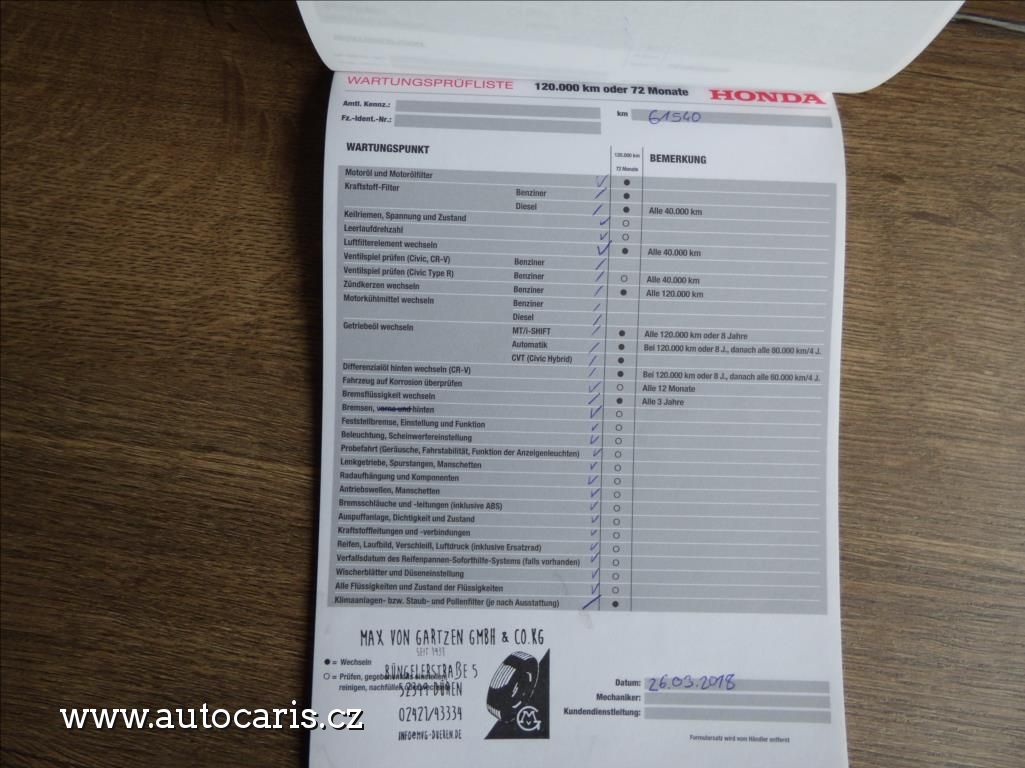 WARTUNGSPRÜFLISTE 120.000 km oder 72 Monate HONDA
Amtl. Kennz.: km 61540
Fz.-Ident.-Nr.:
WARTUNGSPUNKT 120.000 km 72 Monate BEMERKUNG
Motoröl und Motorölfilter
Kraftstoff-Filter Benziner
Diesel Alle 40.000 km
Keilriemen, Spannung und Zustand
Leerlaufdrehzahl
Luftfilterelement wechseln Alle 40.000 km
Ventilspiel prüfen (Civic, CR-V) Benziner
Ventilspiel prüfen (Civic Type R) Benziner Alle 40.000 km
Zündkerzen wechseln Benziner Alle 120.000 km
Motorkühlmittel wechseln Benziner
Diesel
Getriebeöl wechseln MT/i-SHIFT Alle 120.000 km oder 8 Jahre
Automatik Bei 120.000 km oder 8 J., danach alle 80.000 km/4 J.
CVT (Civic Hybrid)
Differenzialöl hinten wechseln (CR-V) Bei 120.000 km oder 8 J., danach alle 60.000 km/4 J.
Fahrzeug auf Korrosion überprüfen Alle 12 Monate
Bremsflüssigkeit wechseln Alle 3 Jahre
Bremsen, vorne und hinten
Feststellbremse, Einstellung und Funktion
Beleuchtung, Scheinwerfereinstellung
Probefahrt (Geräusche, Fahrstabilität, Funktion der Anzeigenleuchten)
Lenkgetriebe, Spurstangen, Manschetten
Radaufhängung und Komponenten
Antriebswellen, Manschetten
Bremsschläuche und -leitungen (inklusive ABS)
Auspuffanlage, Dichtigkeit und Zustand
Kraftstoffleitungen und -verbindungen
Reifen, Laufbild, Verschleiß, Luftdruck (inklusive Ersatzrad)
Verfallsdatum des Reifenpannen-Soforthilfe-Systems (falls vorhanden)
Wischerblätter und Düseneinstellung
Alle Flüssigkeiten und Zustand der Flüssigkeiten
Klimaanlagen- bzw. Staub- und Pollenfilter (je nach Ausstattung)
MAX VON GARTZEN GMBH & CO.KG
SEIT 1931
● = Wechseln
RÜNGELERSTRAßE 5
○ = Prüfen,
reinigen,
52399 DÜREN
02421/43334
INFO@MVG-DUEREN.DE
Datum: 26.03.2018
Mechaniker:
Kundendienstleitung:
Formularsatz wird vom Händler entfernt
www.autocaris.cz